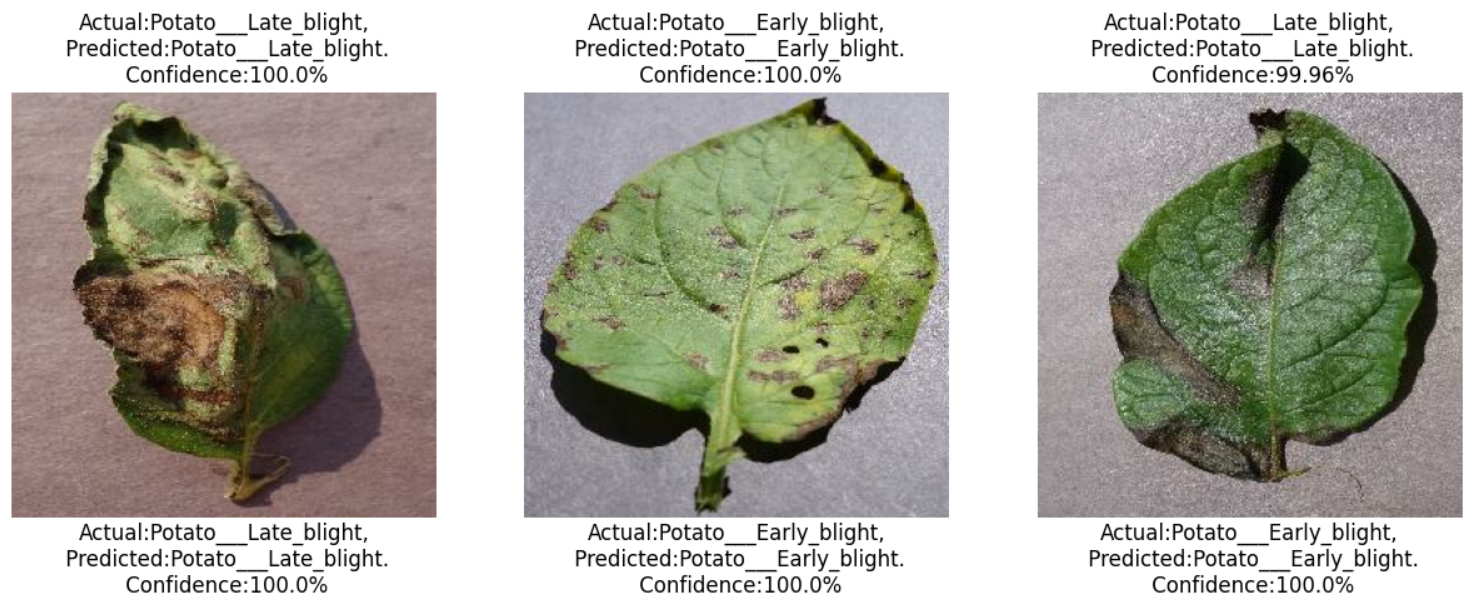 Actual:Potato___Late_blight,
Predicted:Potato___Late_blight.
Confidence:100.0%
Actual:Potato___Early_blight,
Predicted:Potato___Early_blight.
Confidence:100.0%
Actual:Potato___Late_blight,
Predicted:Potato___Late_blight.
Confidence:99.96%
Actual:Potato___Late_blight,
Predicted:Potato___Late_blight.
Confidence:100.0%
Actual:Potato___Early_blight,
Predicted:Potato___Early_blight.
Confidence:100.0%
Actual:Potato___Early_blight,
Predicted:Potato___Early_blight.
Confidence:100.0%